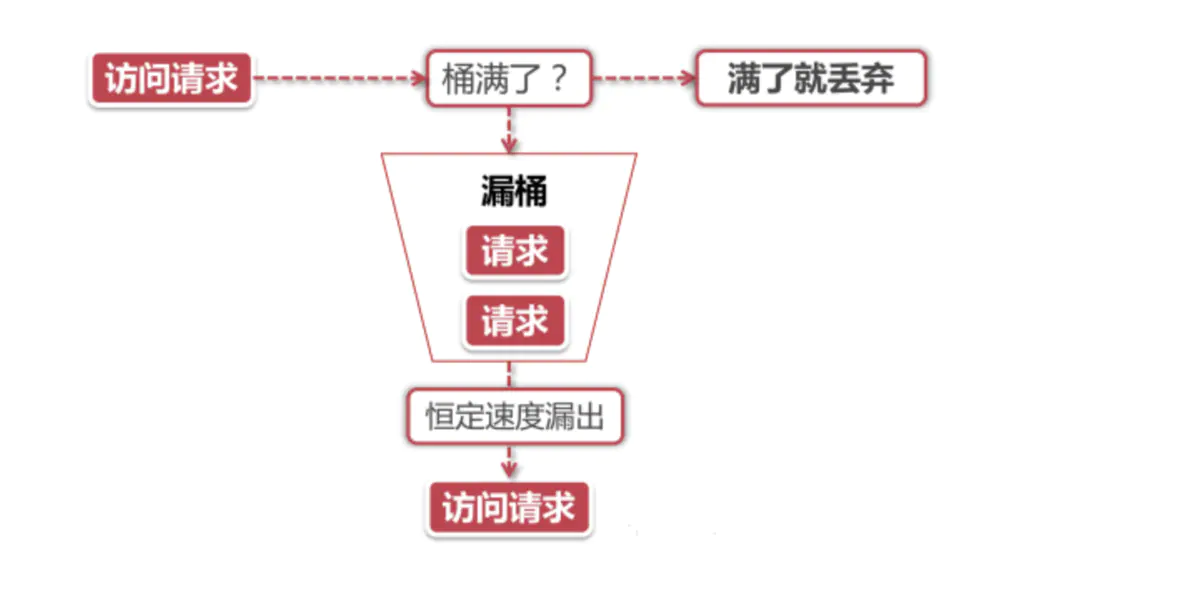 访问请求
桶满了？
满了就丢弃
漏桶
请求
请求
恒定速度漏出
访问请求